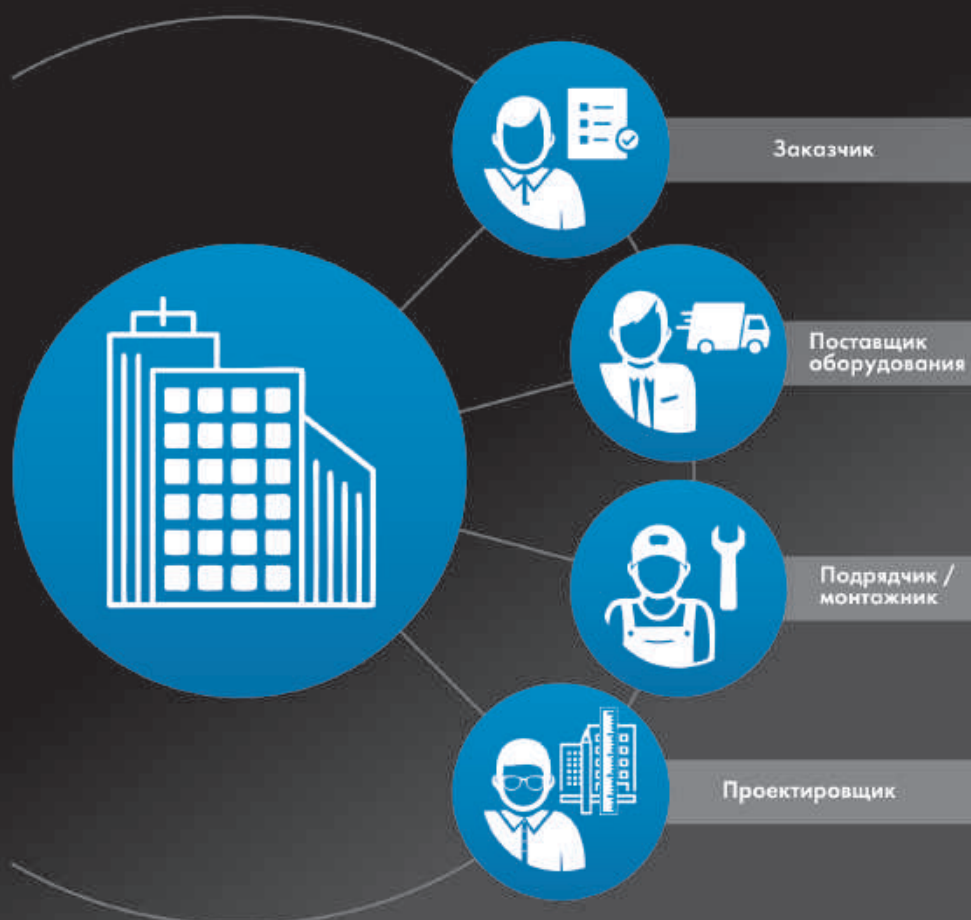 Заказчик
Поставщик
оборудования
Подрядчик /
монтажник
Проектировщик